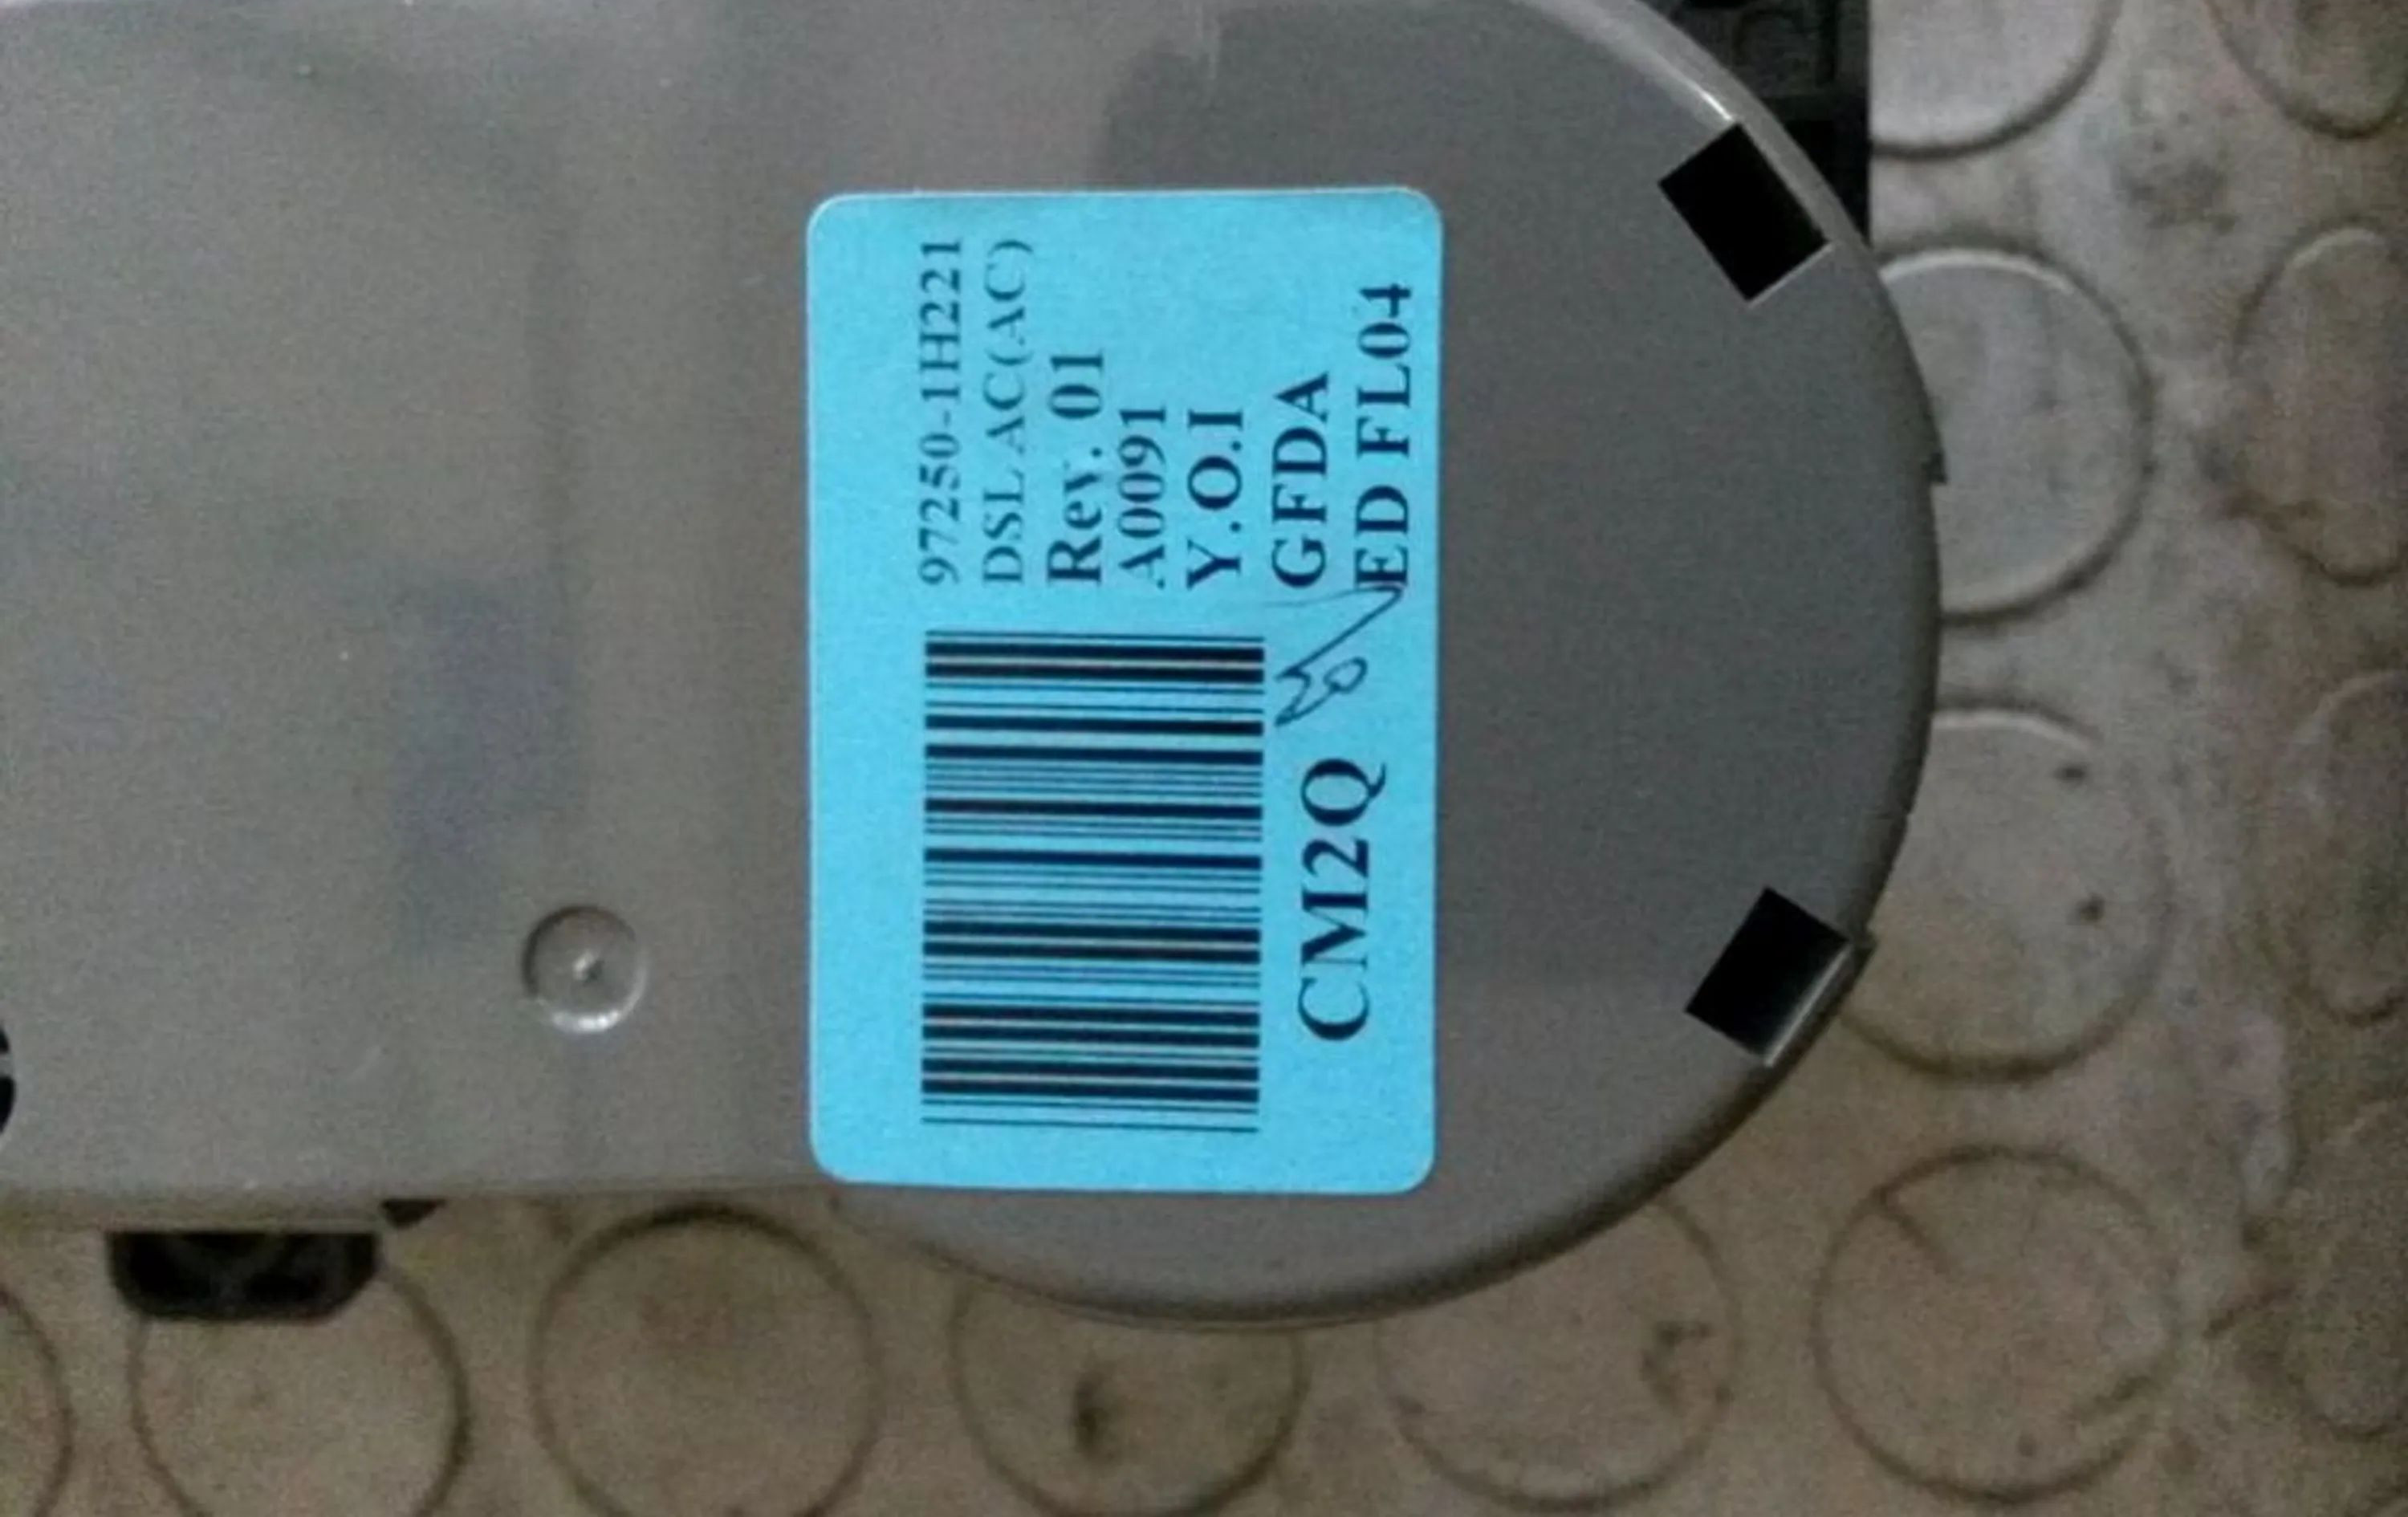 97250-1H221
DSL AC(AC)
Rev. 01
A0091
Y.O.I
GFDA
ED FL04
CM2Q